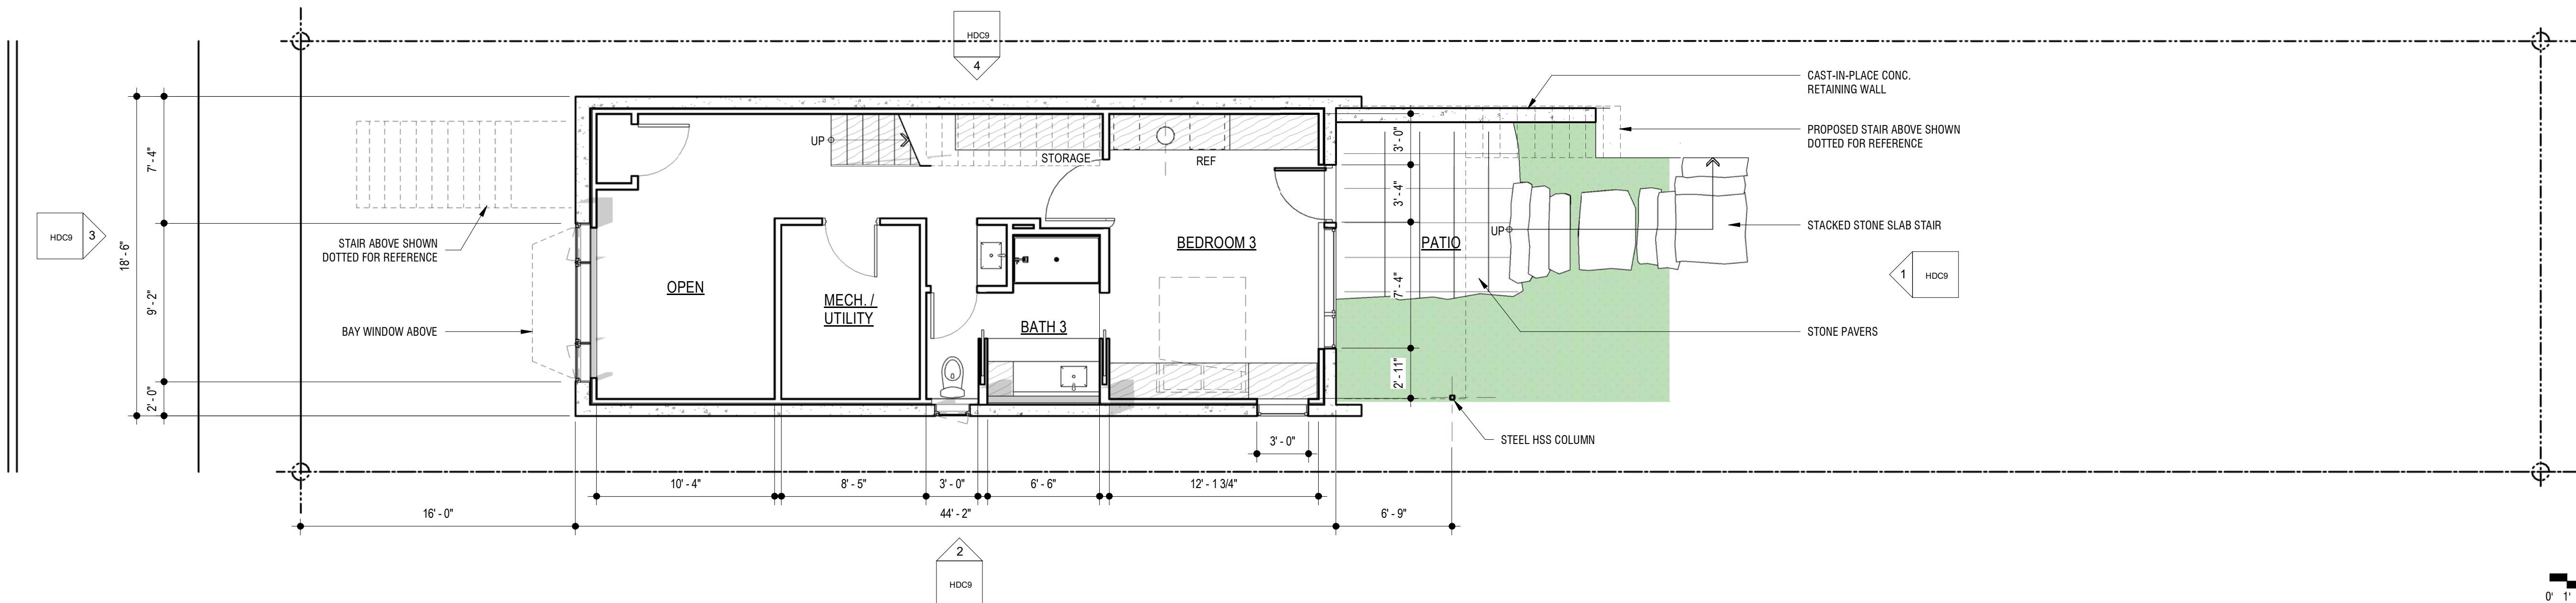 HDC9
4
CAST-IN-PLACE CONC.
RETAINING WALL
PROPOSED STAIR ABOVE SHOWN
DOTTED FOR REFERENCE
STACKED STONE SLAB STAIR
1
HDC9
STONE PAVERS
STEEL HSS COLUMN
HDC9
3
18' - 6"
7' - 4"
9' - 2"
2' - 0"
STAIR ABOVE SHOWN
DOTTED FOR REFERENCE
BAY WINDOW ABOVE
UP
STORAGE
REF
OPEN
MECH. /
UTILITY
BATH 3
BEDROOM 3
PATIO
UP
3' - 0"
3' - 4"
7' - 4"
2' - 11"
3' - 0"
10' - 4"
8' - 5"
3' - 0"
6' - 6"
12' - 1 3/4"
16' - 0"
44' - 2"
6' - 9"
2
HDC9
0'
1'